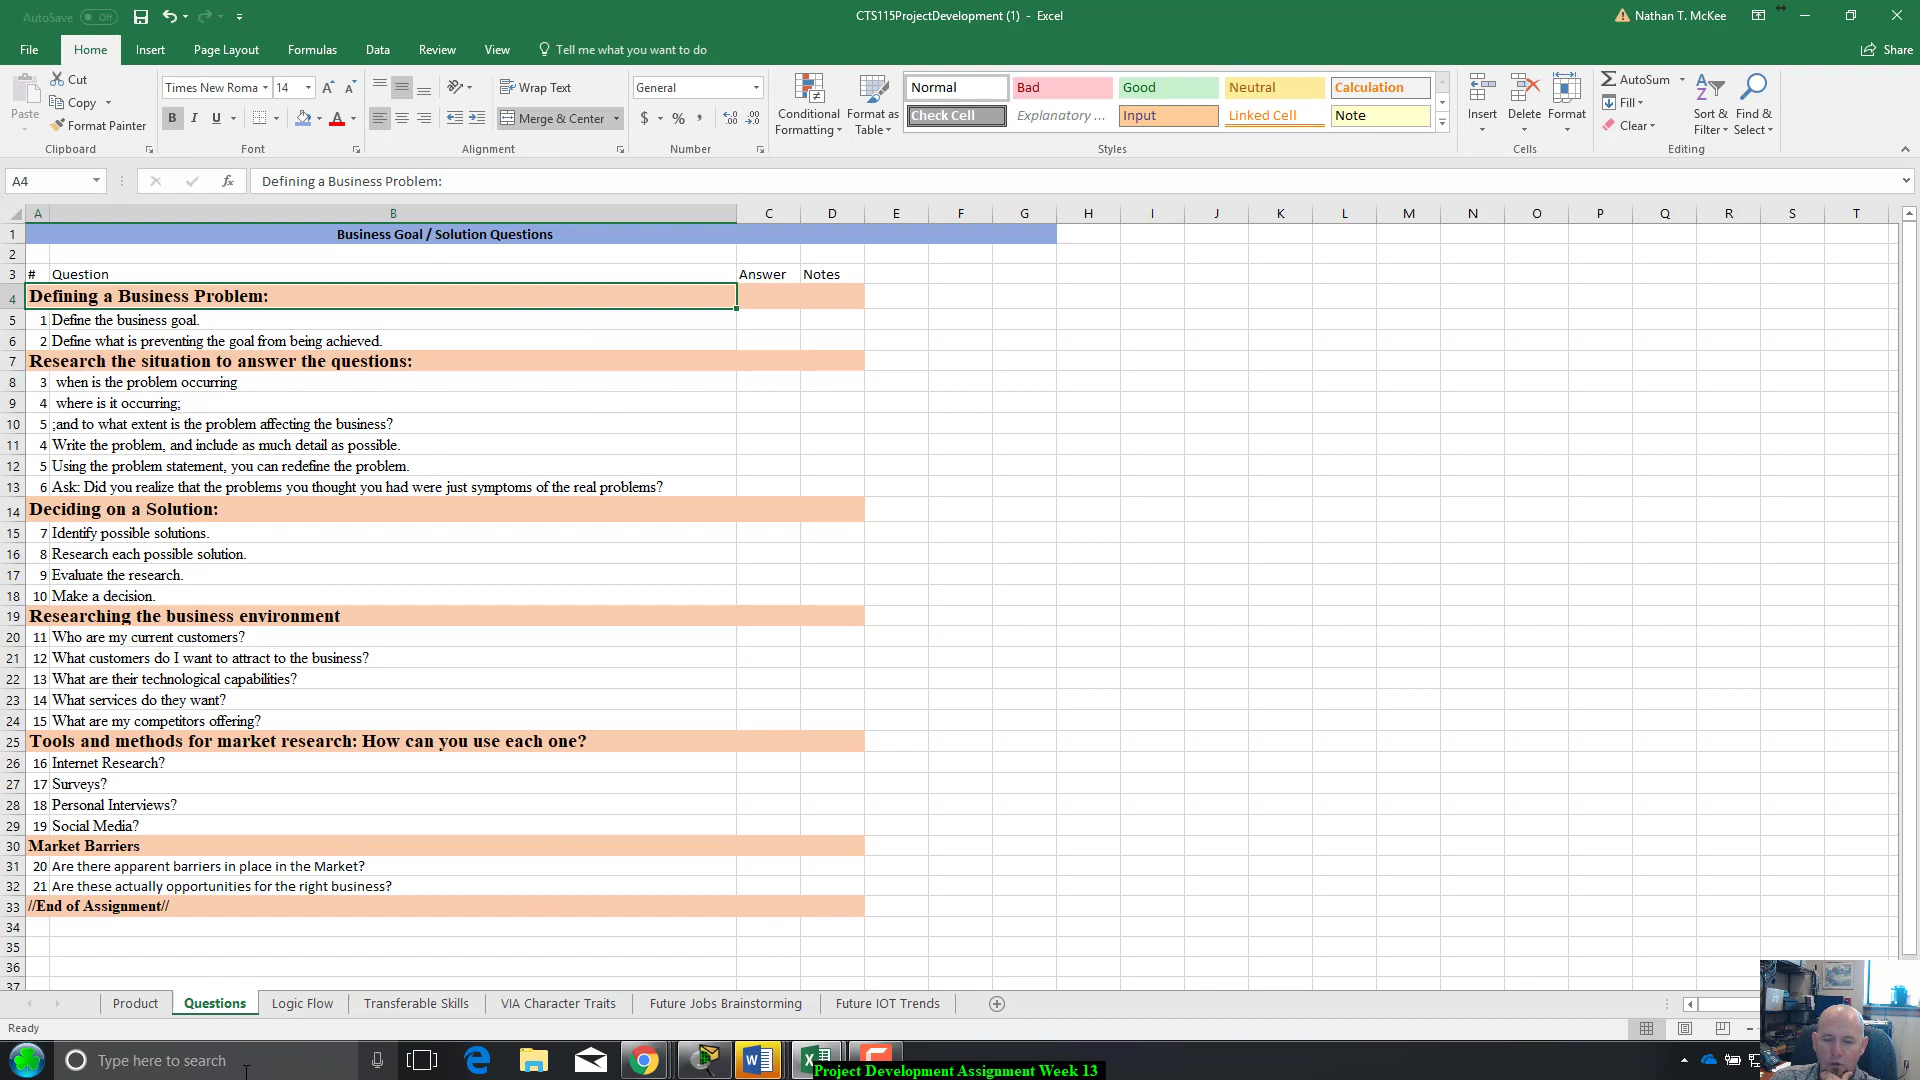 AutoSave Off
CTS115ProjectDevelopment (1) - Excel
Nathan T. McKee
File Home Insert Page Layout Formulas Data Review View Tell me what you want to do Share
Paste
Cut
Copy
Format Painter
Clipboard
Times New Roma 14
B I U
Font
Wrap Text
Merge & Center
Alignment
General
$ % ,
Number
Conditional Formatting
Format as Table
Normal Bad Good Neutral Calculation
Check Cell Explanatory ... Input Linked Cell Note
Styles
Insert Delete Format
Cells
AutoSum
Fill
Clear
Sort & Filter
Find & Select
Editing
A4 fx Defining a Business Problem:
A B C D E F G H I J K L M N O P Q R S T
1 Business Goal / Solution Questions
2
3 # Question Answer Notes
4 Defining a Business Problem:
5 1 Define the business goal.
6 2 Define what is preventing the goal from being achieved.
7 Research the situation to answer the questions:
8 3 when is the problem occurring
9 4 where is it occurring;
10 5 ;and to what extent is the problem affecting the business?
11 4 Write the problem, and include as much detail as possible.
12 5 Using the problem statement, you can redefine the problem.
13 6 Ask: Did you realize that the problems you thought you had were just symptoms of the real problems?
14 Deciding on a Solution:
15 7 Identify possible solutions.
16 8 Research each possible solution.
17 9 Evaluate the research.
18 10 Make a decision.
19 Researching the business environment
20 11 Who are my current customers?
21 12 What customers do I want to attract to the business?
22 13 What are their technological capabilities?
23 14 What services do they want?
24 15 What are my competitors offering?
25 Tools and methods for market research: How can you use each one?
26 16 Internet Research?
27 17 Surveys?
28 18 Personal Interviews?
29 19 Social Media?
30 Market Barriers
31 20 Are there apparent barriers in place in the Market?
32 21 Are these actually opportunities for the right business?
33 //End of Assignment//
34
35
36
37
Product Questions Logic Flow Transferable Skills VIA Character Traits Future Jobs Brainstorming Future IOT Trends
Ready
Type here to search
Project Development Assignment Week 13